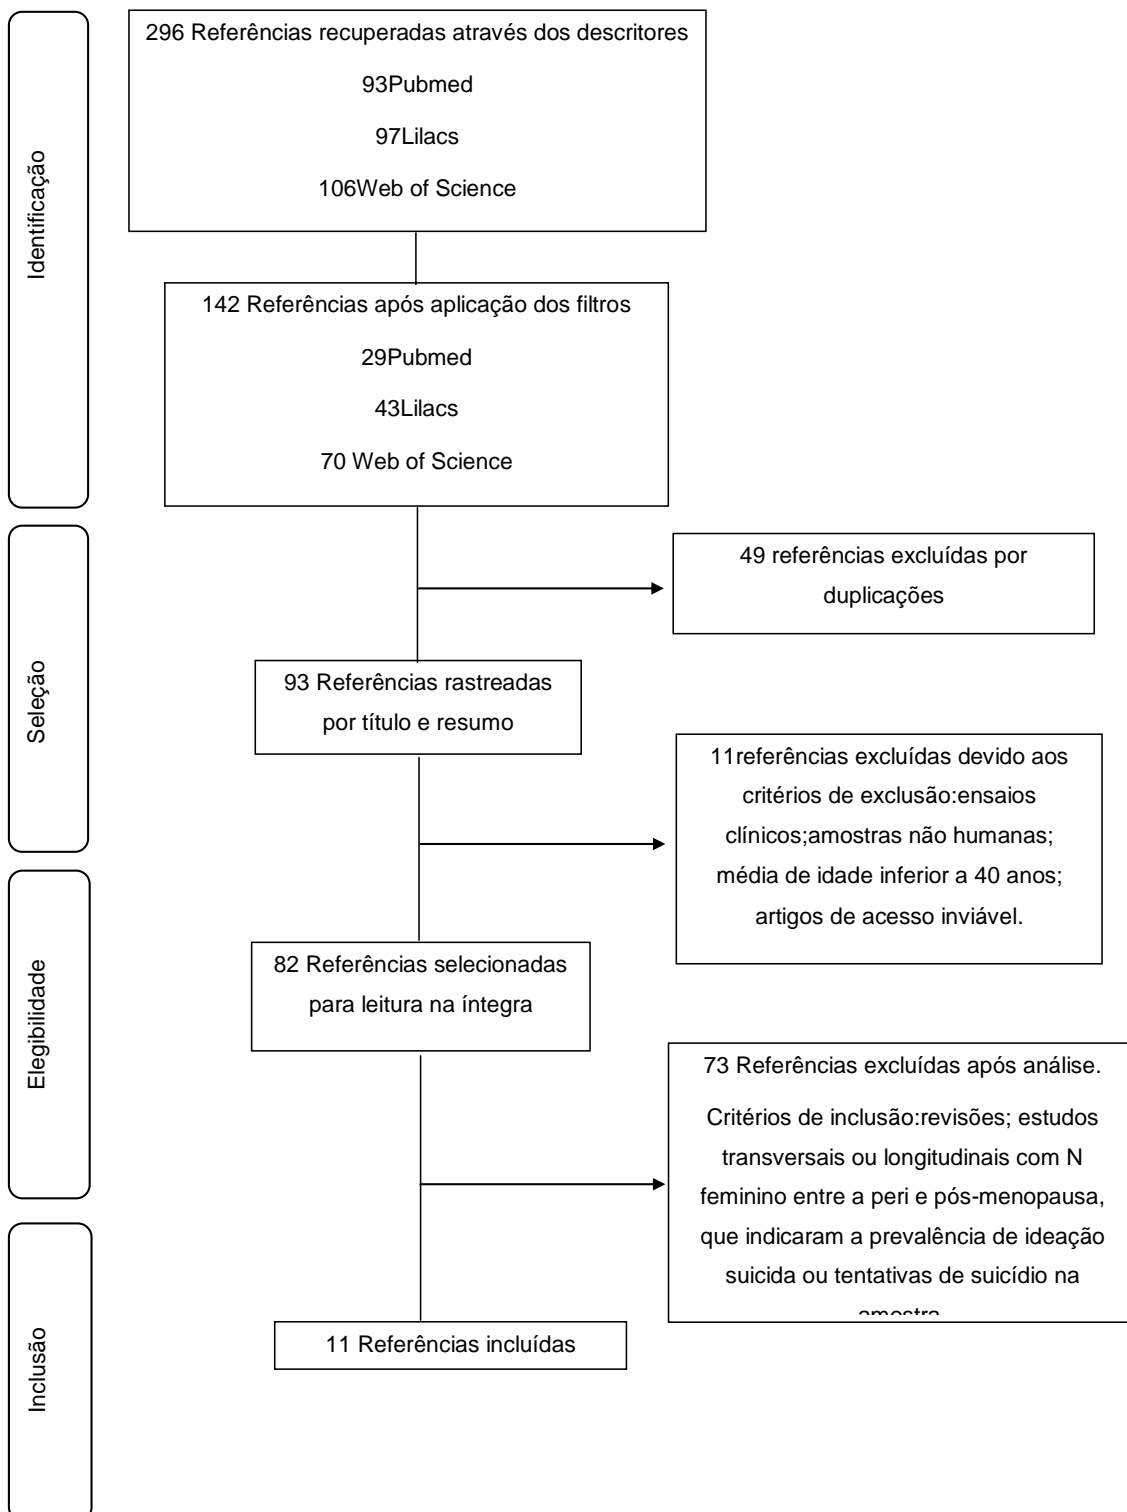 Identificação
296 Referências recuperadas através dos descritores
93Pubmed
97Lilacs
106Web of Science
142 Referências após aplicação dos filtros
29Pubmed
43Lilacs
70 Web of Science
Seleção
49 referências excluídas por
duplicações
93 Referências rastreadas
por título e resumo
11referências excluídas devido aos
critérios de exclusão:ensaios
clínicos;amostras não humanas;
média de idade inferior a 40 anos;
artigos de acesso inviável.
Elegibilidade
82 Referências selecionadas
para leitura na íntegra
73 Referências excluídas após análise.
Critérios de inclusão:revisões; estudos
transversais ou longitudinais com N
feminino entre a peri e pós-menopausa,
que indicaram a prevalência de ideação
suicida ou tentativas de suicídio na
amostra
Inclusão
11 Referências incluídas